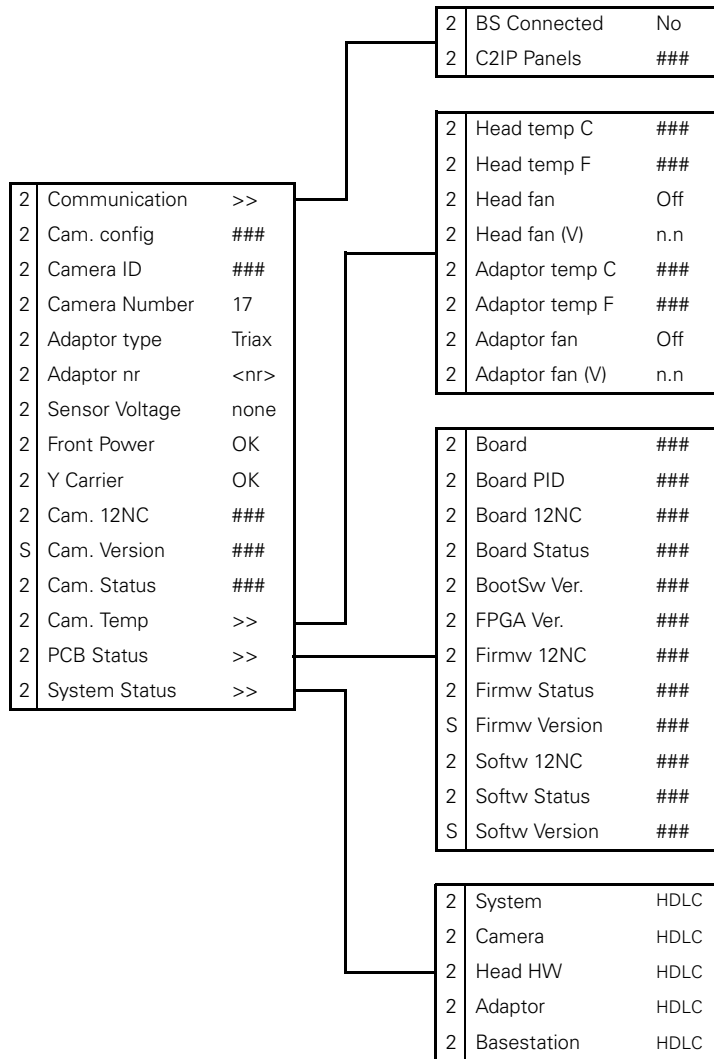 2 BS Connected No
2 C2IP Panels ###
2 Head temp C ###
2 Head temp F ###
2 Head fan Off
2 Head fan (V) n.n
2 Adaptor temp C ###
2 Adaptor temp F ###
2 Adaptor fan Off
2 Adaptor fan (V) n.n
2 Communication >>
2 Cam. config ###
2 Camera ID ###
2 Camera Number 17
2 Adaptor type Triax
2 Adaptor nr <nr>
2 Sensor Voltage none
2 Front Power OK
2 Y Carrier OK
2 Cam. 12NC ###
S Cam. Version ###
2 Cam. Status ###
2 Cam. Temp >>
2 PCB Status >>
2 System Status >>
2 Board ###
2 Board PID ###
2 Board 12NC ###
2 Board Status ###
2 BootSw Ver. ###
2 FPGA Ver. ###
2 Firmw 12NC ###
2 Firmw Status ###
S Firmw Version ###
2 Softw 12NC ###
2 Softw Status ###
S Softw Version ###
2 System HDLC
2 Camera HDLC
2 Head HW HDLC
2 Adaptor HDLC
2 Basestation HDLC